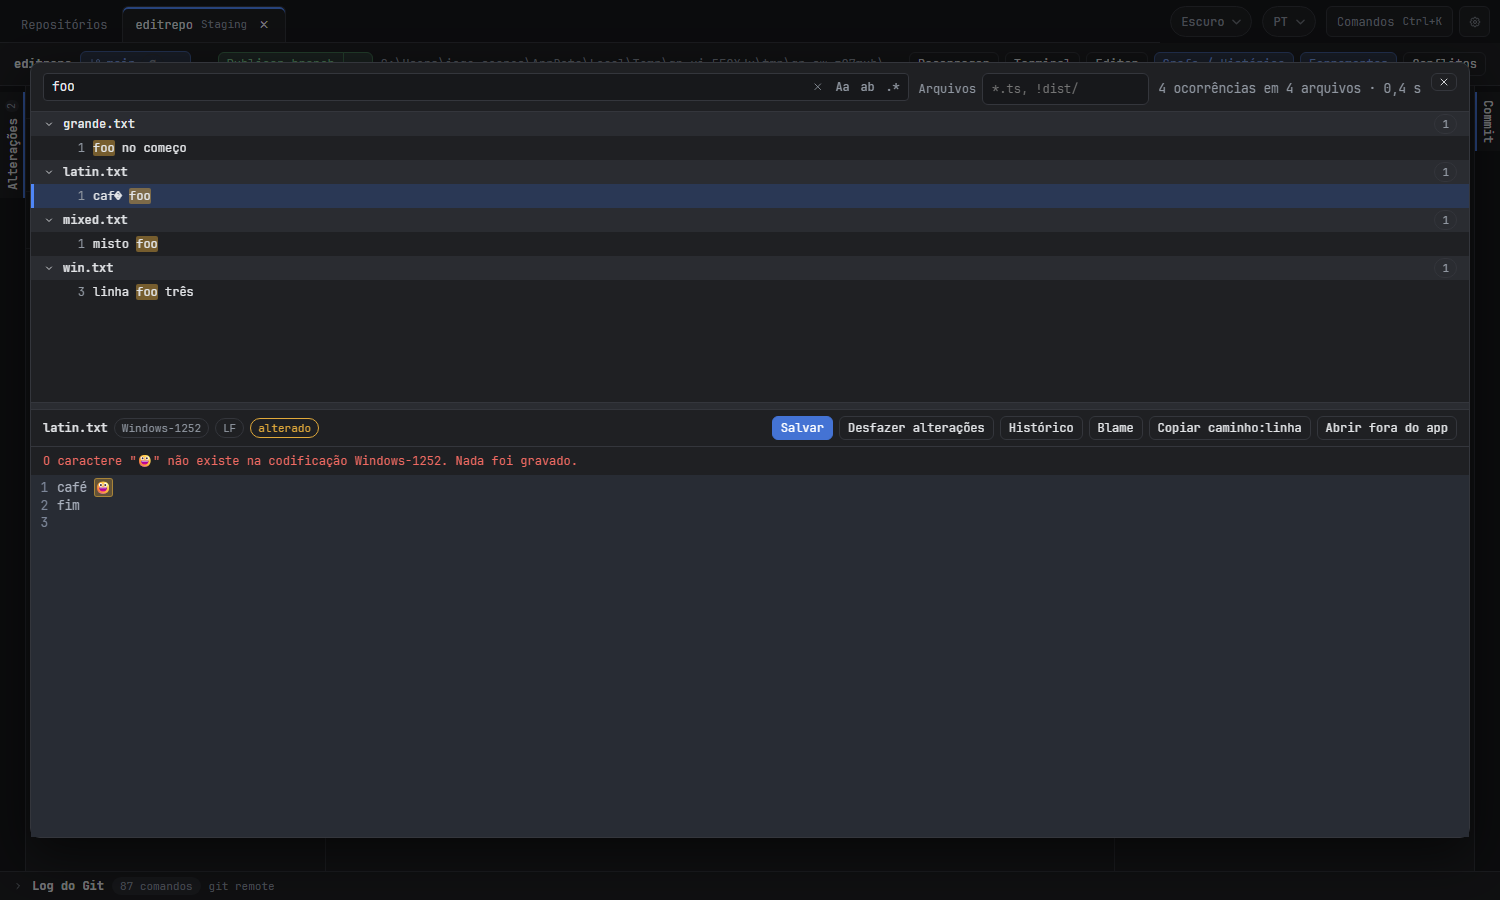 Repositórios editrepo Staging Escuro PT Comandos Ctrl+K
foo Aa ab .* Arquivos *.ts, !dist/ 4 ocorrências em 4 arquivos · 0,4 s
Alterações 2
Commit
grande.txt 1
1 foo no começo
latin.txt 1
1 caf� foo
mixed.txt 1
1 misto foo
win.txt 1
3 linha foo três
latin.txt Windows-1252 LF alterado Salvar Desfazer alterações Histórico Blame Copiar caminho:linha Abrir fora do app
O caractere "😀" não existe na codificação Windows-1252. Nada foi gravado.
1 café 😀
2 fim
3
Log do Git 87 comandos git remote